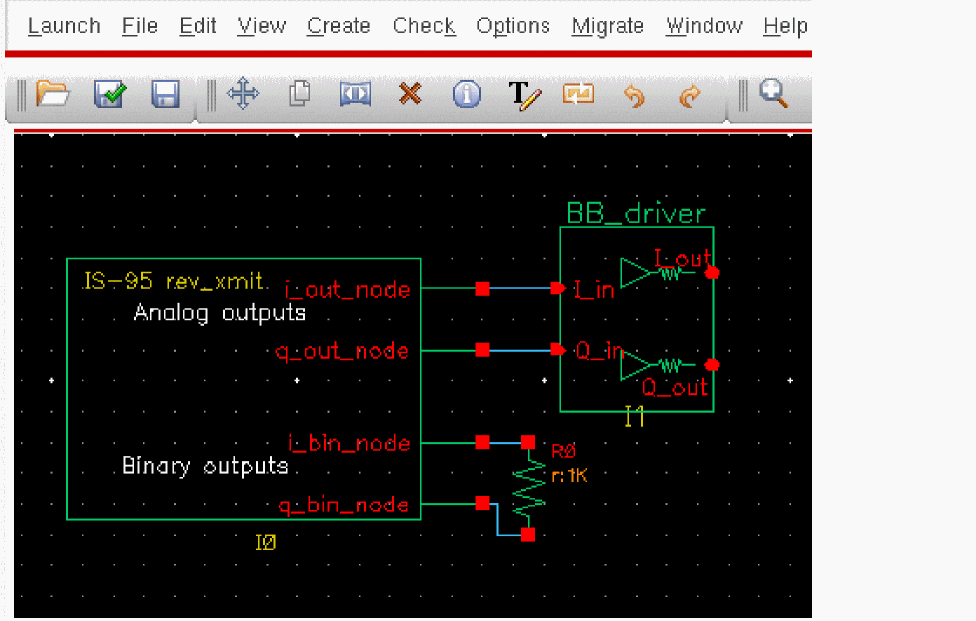 Launch File Edit View Create Check Options Migrate Window Help
BB_driver
IS-95 rev_xmit
i_out_node
I_in
I_out
Analog outputs
q_out_node
Q_in
Q_out
I1
i_bin_node
R0
Binary outputs
r:1K
q_bin_node
I0